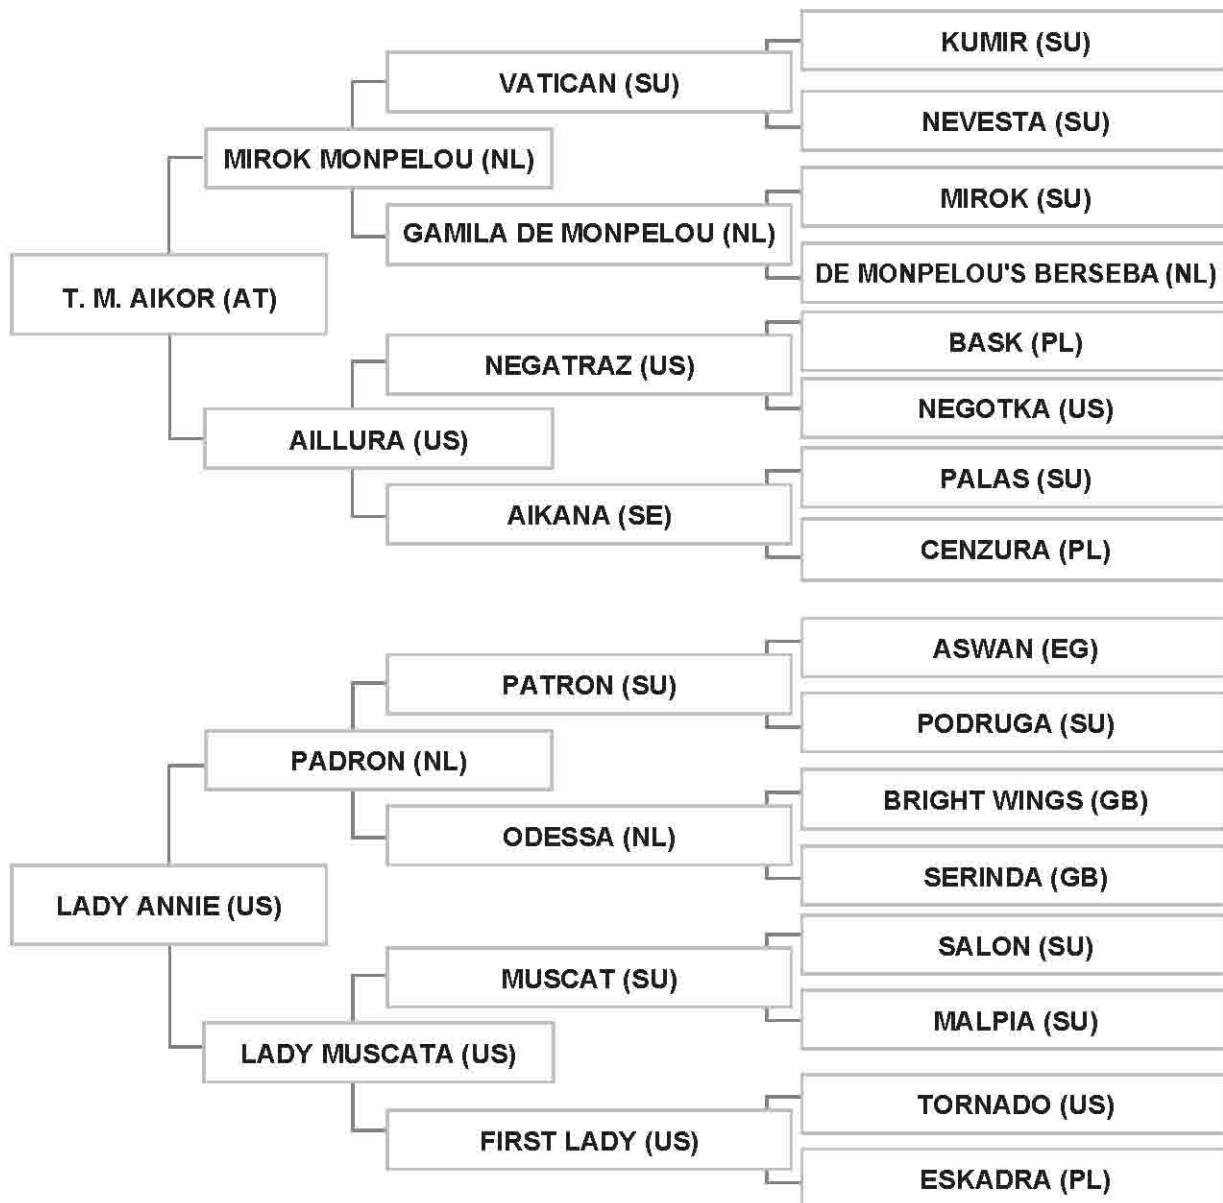 KUMIR (SU)
VATICAN (SU)
NEVESTA (SU)
MIROK MONPELOU (NL)
MIROK (SU)
GAMILA DE MONPELOU (NL)
DE MONPELOU'S BERSEBA (NL)
T. M. AIKOR (AT)
BASK (PL)
NEGATRAZ (US)
NEGOTKA (US)
AILLURA (US)
PALAS (SU)
AIKANA (SE)
CENZURA (PL)
ASWAN (EG)
PATRON (SU)
PODRUGA (SU)
PADRON (NL)
BRIGHT WINGS (GB)
ODESSA (NL)
SERINDA (GB)
LADY ANNIE (US)
SALON (SU)
MUSCAT (SU)
MALPIA (SU)
LADY MUSCATA (US)
TORNADO (US)
FIRST LADY (US)
ESKADRA (PL)